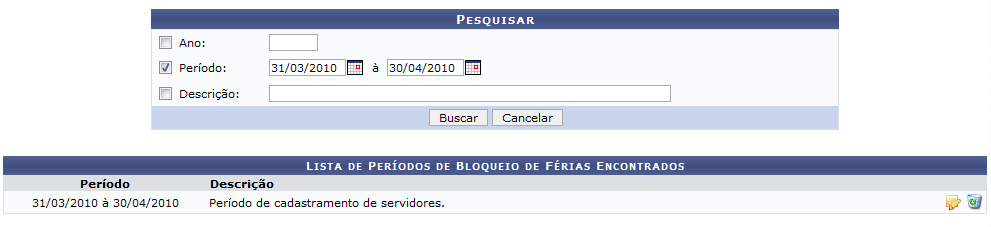 PESQUISAR
Ano:
Período: 31/03/2010 à 30/04/2010
Descrição:
Buscar Cancelar
LISTA DE PERÍODOS DE BLOQUEIO DE FÉRIAS ENCONTRADOS
Período Descrição
31/03/2010 à 30/04/2010 Período de cadastramento de servidores.